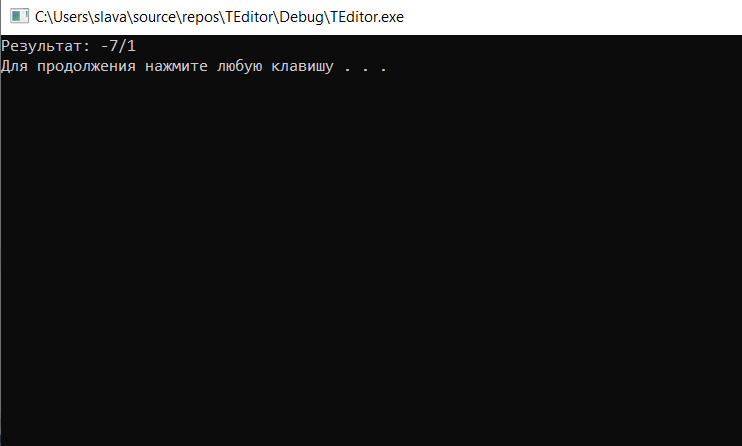 C:\Users\slava\source\repos\TEditor\Debug\TEditor.exe
Результат: -7/1
Для продолжения нажмите любую клавишу . . .